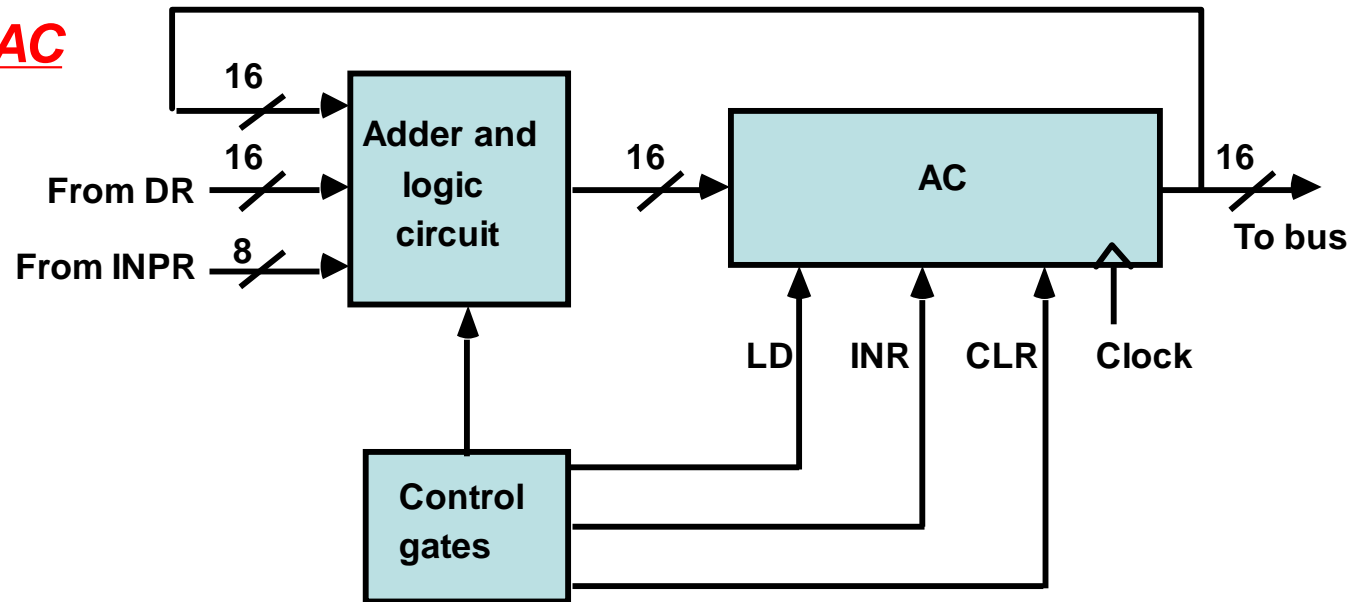 AC
16
Adder and
logic
circuit
16
From DR
8
From INPR
16
AC
16
To bus
LD
INR
CLR
Clock
Control
gates